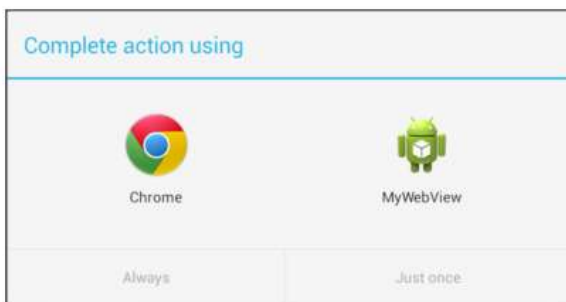 Complete action using
Chrome
MyWebView
Always
Just once